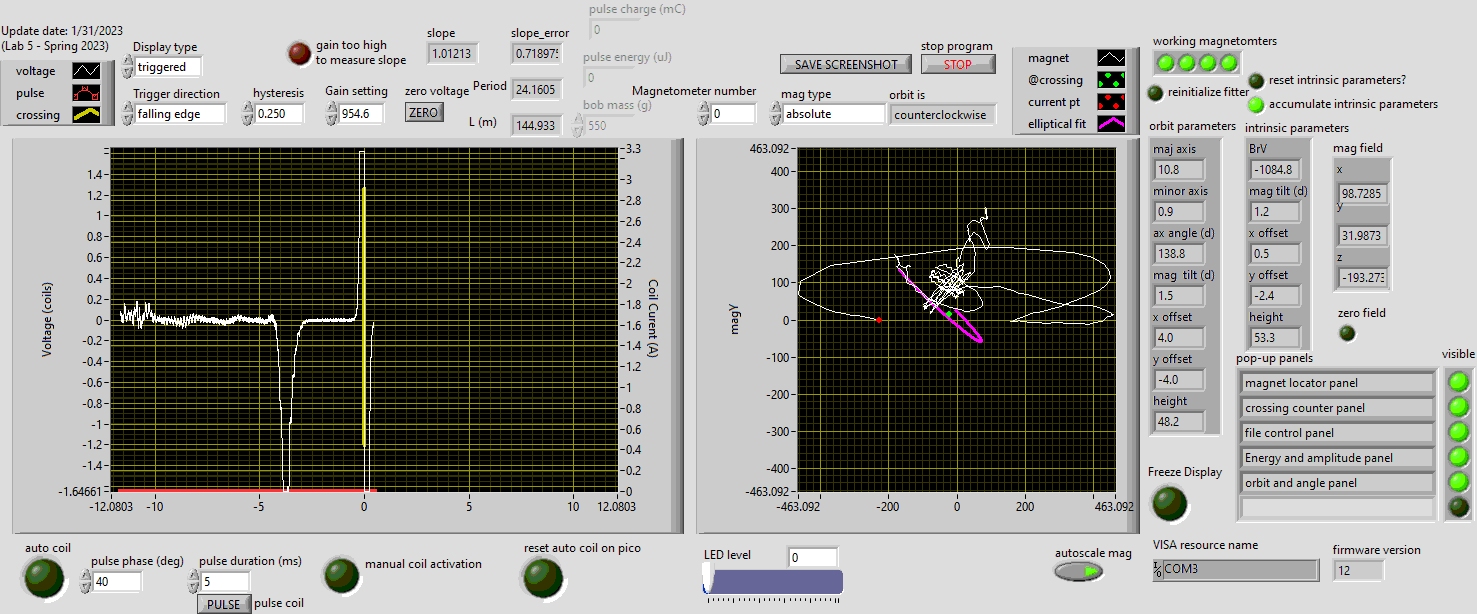 Update date: 1/31/2023
(Lab 5 - Spring 2023)
voltage
pulse
crossing
Display type
triggered
Trigger direction
falling edge
gain too high
to measure slope
hysteresis
0.250
Gain setting
954.6
zero voltage
ZERO
slope
1.01213
slope_error
0.71897
Period
24.1605
L (m)
144.933
pulse charge (mC)
0
pulse energy (uJ)
0
bob mass (g)
550
Magnetometer number
0
mag type
absolute
orbit is
counterclockwise
SAVE SCREENSHOT
stop program
STOP
magnet
@crossing
current pt
elliptical fit
working magnetomters
reinitialize fitter
reset intrinsic parameters?
accumulate intrinsic parameters
orbit parameters
maj axis
10.8
minor axis
0.9
ax angle (d)
138.8
mag tilt (d)
1.5
x offset
4.0
y offset
-4.0
height
48.2
intrinsic parameters
BrV
-1084.8
mag tilt (d)
1.2
x offset
0.5
y offset
-2.4
height
53.3
mag field
x
98.7285
y
31.9873
z
-193.273
zero field
Voltage (coils)
1.4
1.2
1
0.8
0.6
0.4
0.2
0
-0.2
-0.4
-0.6
-0.8
-1
-1.2
-1.4
-1.64661
-12.0803 -10 -5 0 5 10 12.0803
3.3
3
2.8
2.6
2.4
2.2
2
1.8
1.6
1.4
1.2
1
0.8
0.6
0.4
0.2
0
Coil Current (A)
magy
463.092
400
300
200
100
0
-100
-200
-300
-400
-463.092
-463.092 -200 0 200 463.092
pop-up panels
visible
magnet locator panel
crossing counter panel
file control panel
Energy and amplitude panel
orbit and angle panel
Freeze Display
auto coil
pulse phase (deg)
40
pulse duration (ms)
5
PULSE
pulse coil
manual coil activation
reset auto coil on pico
LED level
0
autoscale mag
VISA resource name
COM3
firmware version
12